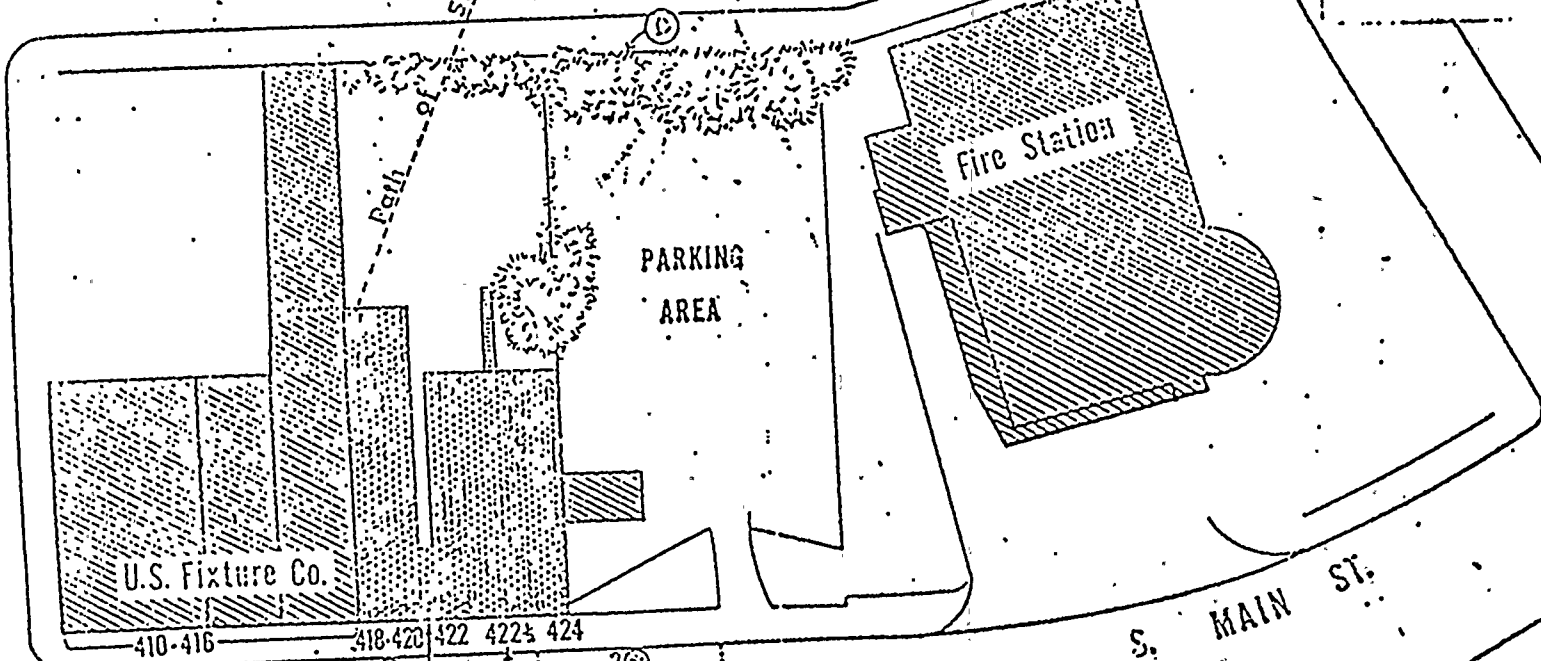 Path of
Fire Station
PARKING
AREA
U.S. Fixture Co.
410-416 418-420 422 422½ 424
S. MAIN ST.